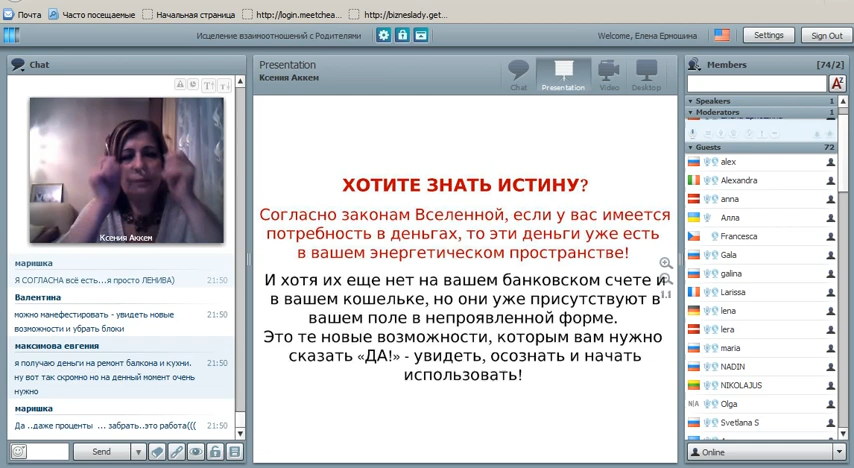 Почта
Часто посещаемые
Начальная страница
http://login.meetchea...
http://bizneslady.get...
Исцеление взаимоотношений с Родителями
Welcome, Елена Ермошина
Settings
Sign Out
Chat
Ксения Аккем
маришка
Я СОГЛАСНА всё есть...я просто ЛЕНИВА)
21:50
Валентина
можно манефестировать - увидеть новые
возможности и убрать блоки
21:50
максимова евгения
я получаю деньги на ремонт балкона и кухни.
ну вот так скромно но на данный момент очень
нужно
21:50
маришка
Да ..даже проценты ... забрать..это работа(((
21:50
Send
Presentation
Ксения Аккем
Chat
Presentation
Video
Desktop
ХОТИТЕ ЗНАТЬ ИСТИНУ?
Согласно законам Вселенной, если у вас имеется
потребность в деньгах, то эти деньги уже есть
в вашем энергетическом пространстве!
И хотя их еще нет на вашем банковском счете и
в вашем кошельке, но они уже присутствуют в
вашем поле в непроявленной форме.
Это те новые возможности, которым вам нужно
сказать «ДА!» - увидеть, осознать и начать
использовать!
1:1
Members
[74/2]
Speakers 1
Moderators 1
Guests 72
alex
Alexandra
anna
Алла
Francesca
Gala
galina
Larissa
lena
lera
maria
NADIN
NIKOLAJUS
N/A Olga
Svetlana S
Online